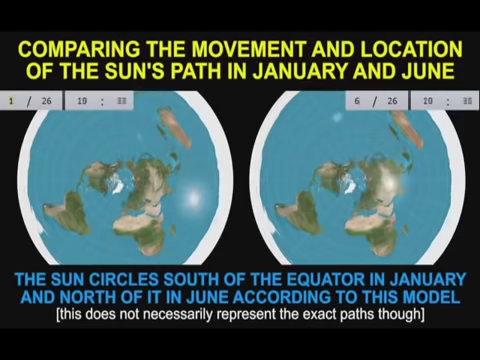 COMPARING THE MOVEMENT AND LOCATION
OF THE SUN'S PATH IN JANUARY AND JUNE
1 / 26 19 : 6 / 26 19 :
THE SUN CIRCLES SOUTH OF THE EQUATOR IN JANUARY
AND NORTH OF IT IN JUNE ACCORDING TO THIS MODEL
[this does not necessarily represent the exact paths though]